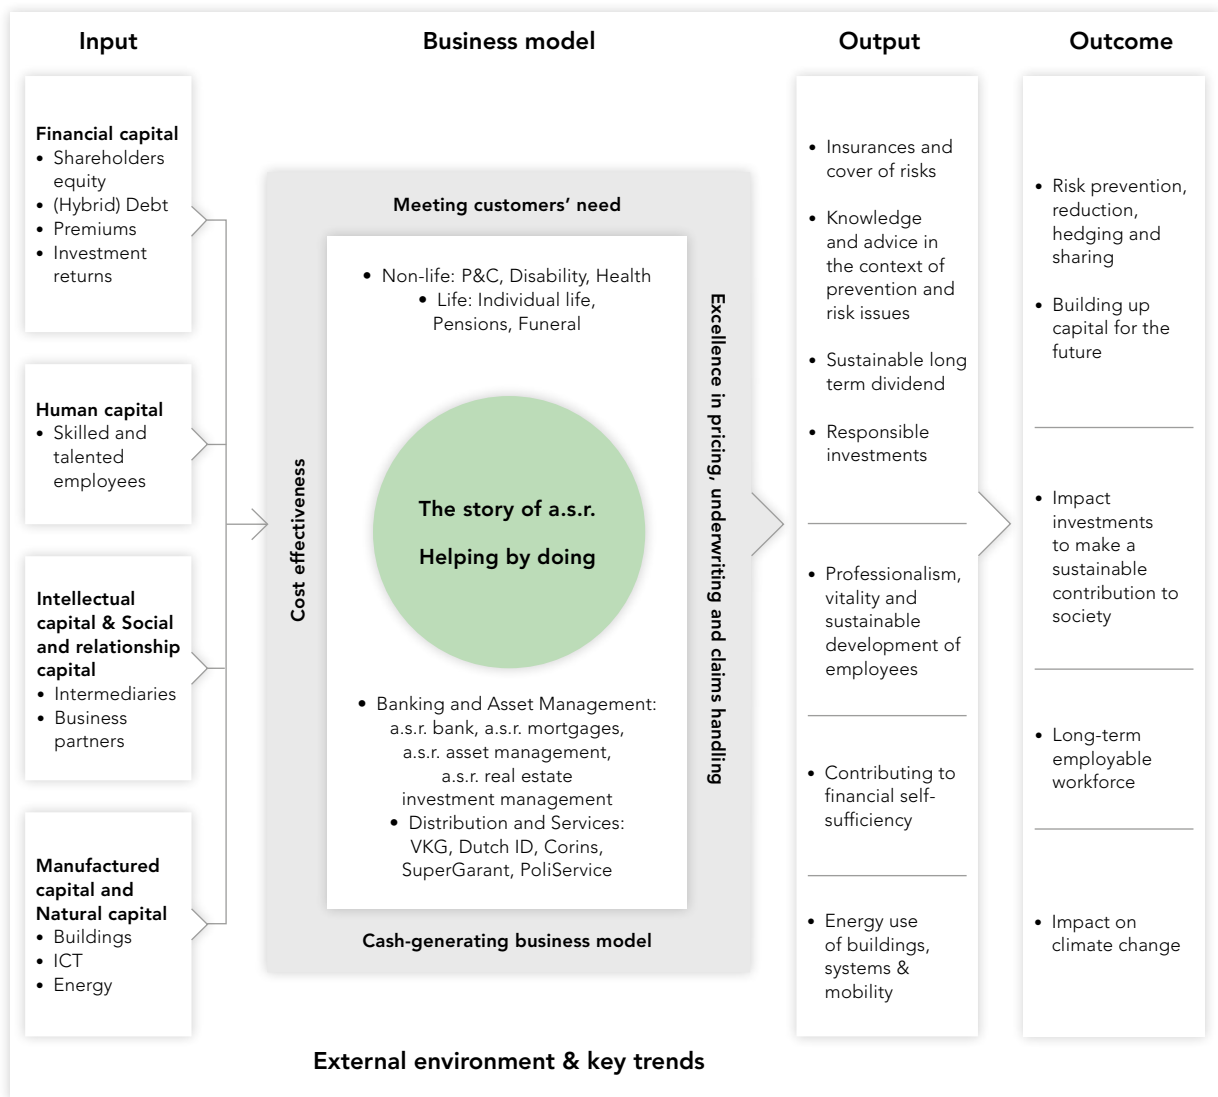 Input
Business model
Output
Outcome
Financial capital
• Shareholders
equity
• (Hybrid) Debt
• Premiums
• Investment
returns
Human capital
• Skilled and
talented
employees
Intellectual
capital & Social
and relationship
capital
• Intermediaries
• Business
partners
Manufactured
capital and
Natural capital
• Buildings
• ICT
• Energy
Meeting customers’ need
Cost effectiveness
• Non-life: P&C, Disability, Health
• Life: Individual life,
Pensions, Funeral
The story of a.s.r.
Helping by doing
• Banking and Asset Management:
a.s.r. bank, a.s.r. mortgages,
a.s.r. asset management,
a.s.r. real estate
investment management
• Distribution and Services:
VKG, Dutch ID, Corins,
SuperGarant, PoliService
Excellence in pricing, underwriting and claims handling
Cash-generating business model
• Insurances and
cover of risks
• Knowledge
and advice in
the context of
prevention and
risk issues
• Sustainable long
term dividend
• Responsible
investments
• Professionalism,
vitality and
sustainable
development of
employees
• Contributing to
financial self-
sufficiency
• Energy use
of buildings,
systems &
mobility
• Risk prevention,
reduction,
hedging and
sharing
• Building up
capital for the
future
• Impact
investments
to make a
sustainable
contribution to
society
• Long-term
employable
workforce
• Impact on
climate change
External environment & key trends